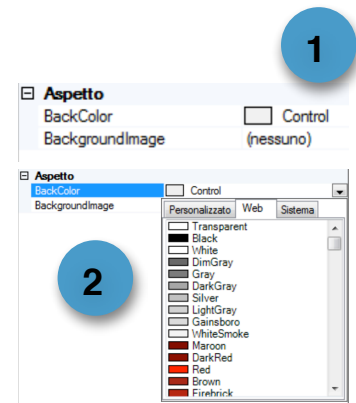 1
Aspetto
BackColor Control
BackgroundImage (nessuno)
Aspetto
BackColor Control
BackgroundImage
Personalizzato Web Sistema
Transparent
Black
White
DimGray
Gray
DarkGray
Silver
LightGray
Gainsboro
WhiteSmoke
Maroon
DarkRed
Red
Brown
Firebrick
2